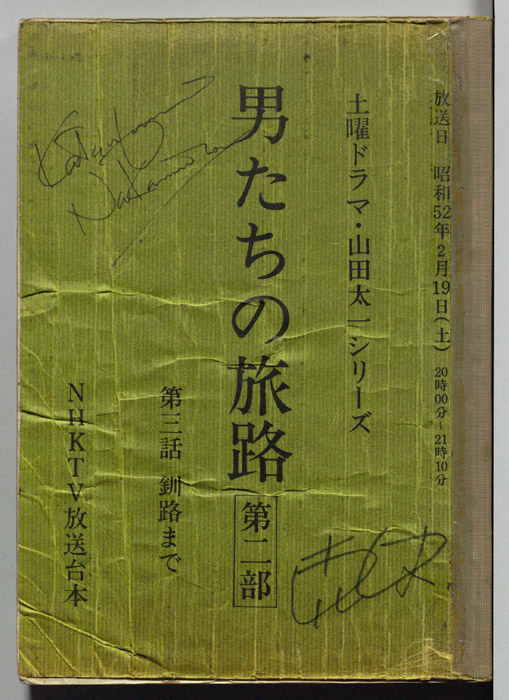 放送日 昭和52年2月19日(土) 20時00分~21時10分
土曜ドラマ・山田太一シリーズ
男たちの旅路 第二部
第三話 釧路まで
NHKTV放送台本